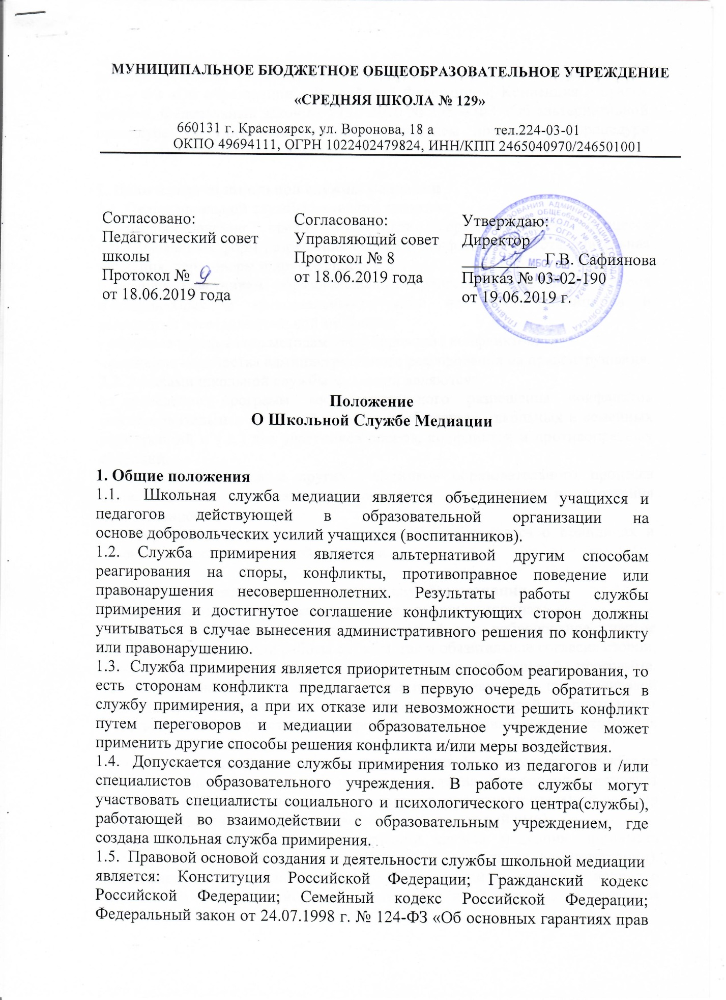 МУНИЦИПАЛЬНОЕ БЮДЖЕТНОЕ ОБЩЕОБРАЗОВАТЕЛЬНОЕ УЧРЕЖДЕНИЕ
«СРЕДНЯЯ ШКОЛА № 129»
660131 г. Красноярск, ул. Воронова, 18 а тел.224-03-01
ОКПО 49694111, ОГРН 1022402479824, ИНН/КПП 2465040970/246501001
Согласовано:
Педагогический совет
школы
Протокол № 9
от 18.06.2019 года
Согласовано:
Управляющий совет
Протокол № 8
от 18.06.2019 года
Утверждаю:
Директор
_________ Г.В. Сафиянова
Приказ № 03-02-190
от 19.06.2019 г.
МБОУ СШ
№ 129
Положение
О Школьной Службе Медиации
1. Общие положения
1.1. Школьная служба медиации является объединением учащихся и
педагогов действующей в образовательной организации на
основе добровольческих усилий учащихся (воспитанников).
1.2. Служба примирения является альтернативой другим способам
реагирования на споры, конфликты, противоправное поведение или
правонарушения несовершеннолетних. Результаты работы службы
примирения и достигнутое соглашение конфликтующих сторон должны
учитываться в случае вынесения административного решения по конфликту
или правонарушению.
1.3. Служба примирения является приоритетным способом реагирования, то
есть сторонам конфликта предлагается в первую очередь обратиться в
службу примирения, а при их отказе или невозможности решить конфликт
путем переговоров и медиации образовательное учреждение может
применить другие способы решения конфликта и/или меры воздействия.
1.4. Допускается создание службы примирения только из педагогов и /или
специалистов образовательного учреждения. В работе службы могут
участвовать специалисты социального и психологического центра(службы),
работающей во взаимодействии с образовательным учреждением, где
создана школьная служба примирения.
1.5. Правовой основой создания и деятельности службы школьной медиации
является: Конституция Российской Федерации; Гражданский кодекс
Российской Федерации; Семейный кодекс Российской Федерации;
Федеральный закон от 24.07.1998 г. № 124-ФЗ «Об основных гарантиях прав